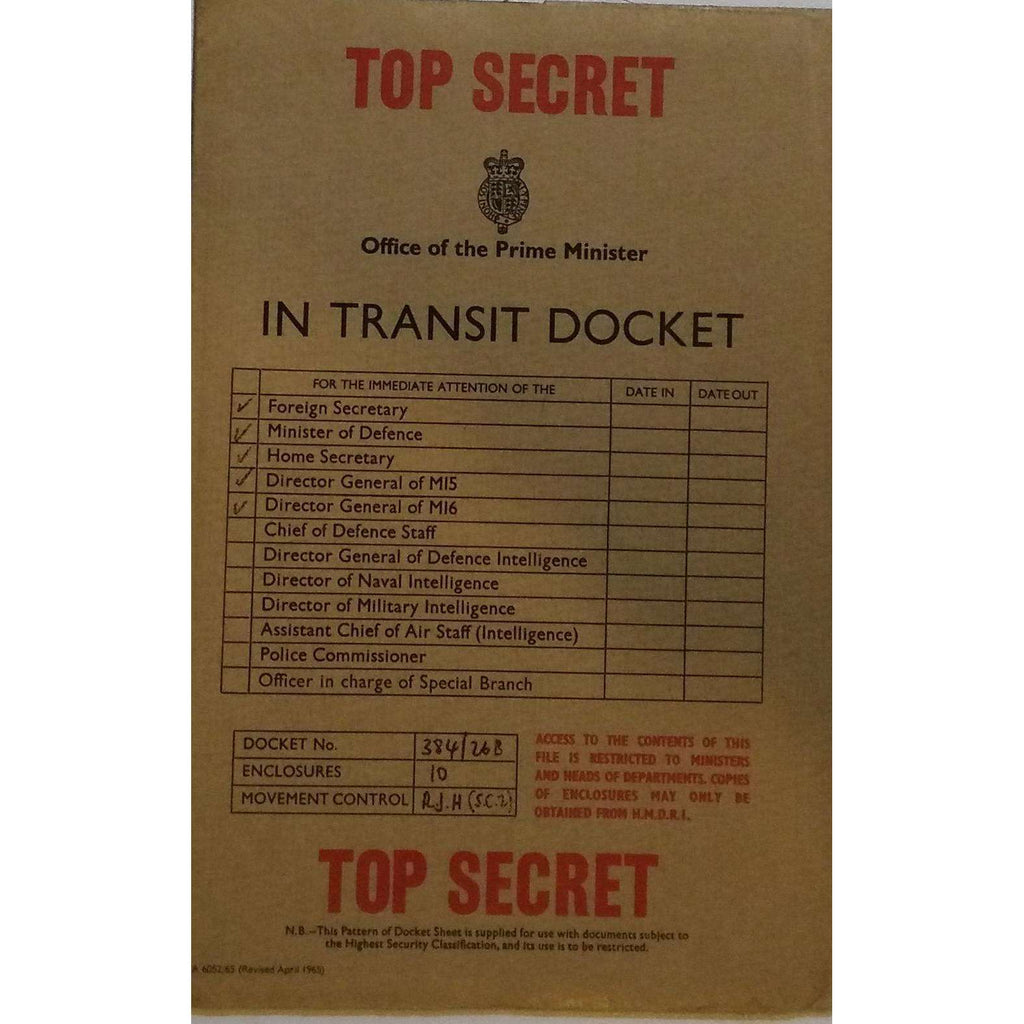 TOP SECRET
Office of the Prime Minister
IN TRANSIT DOCKET
FOR THE IMMEDIATE ATTENTION OF THE DATE IN DATE OUT
✓ Foreign Secretary
✓ Minister of Defence
✓ Home Secretary
✓ Director General of MI5
✓ Director General of MI6
Chief of Defence Staff
Director General of Defence Intelligence
Director of Naval Intelligence
Director of Military Intelligence
Assistant Chief of Air Staff (Intelligence)
Police Commissioner
Officer in charge of Special Branch
DOCKET No. 384/26B
ENCLOSURES 10
MOVEMENT CONTROL R.J.H (S.C.2)
ACCESS TO THE CONTENTS OF THIS
FILE IS RESTRICTED TO MINISTERS
AND HEADS OF DEPARTMENTS. COPIES
OF ENCLOSURES MAY ONLY BE
OBTAINED FROM H.M.D.R.I.
TOP SECRET
N.B.—This Pattern of Docket Sheet is supplied for use with documents subject to
the Highest Security Classification, and its use is to be restricted.
A 6052/65 (Revised April 1965)